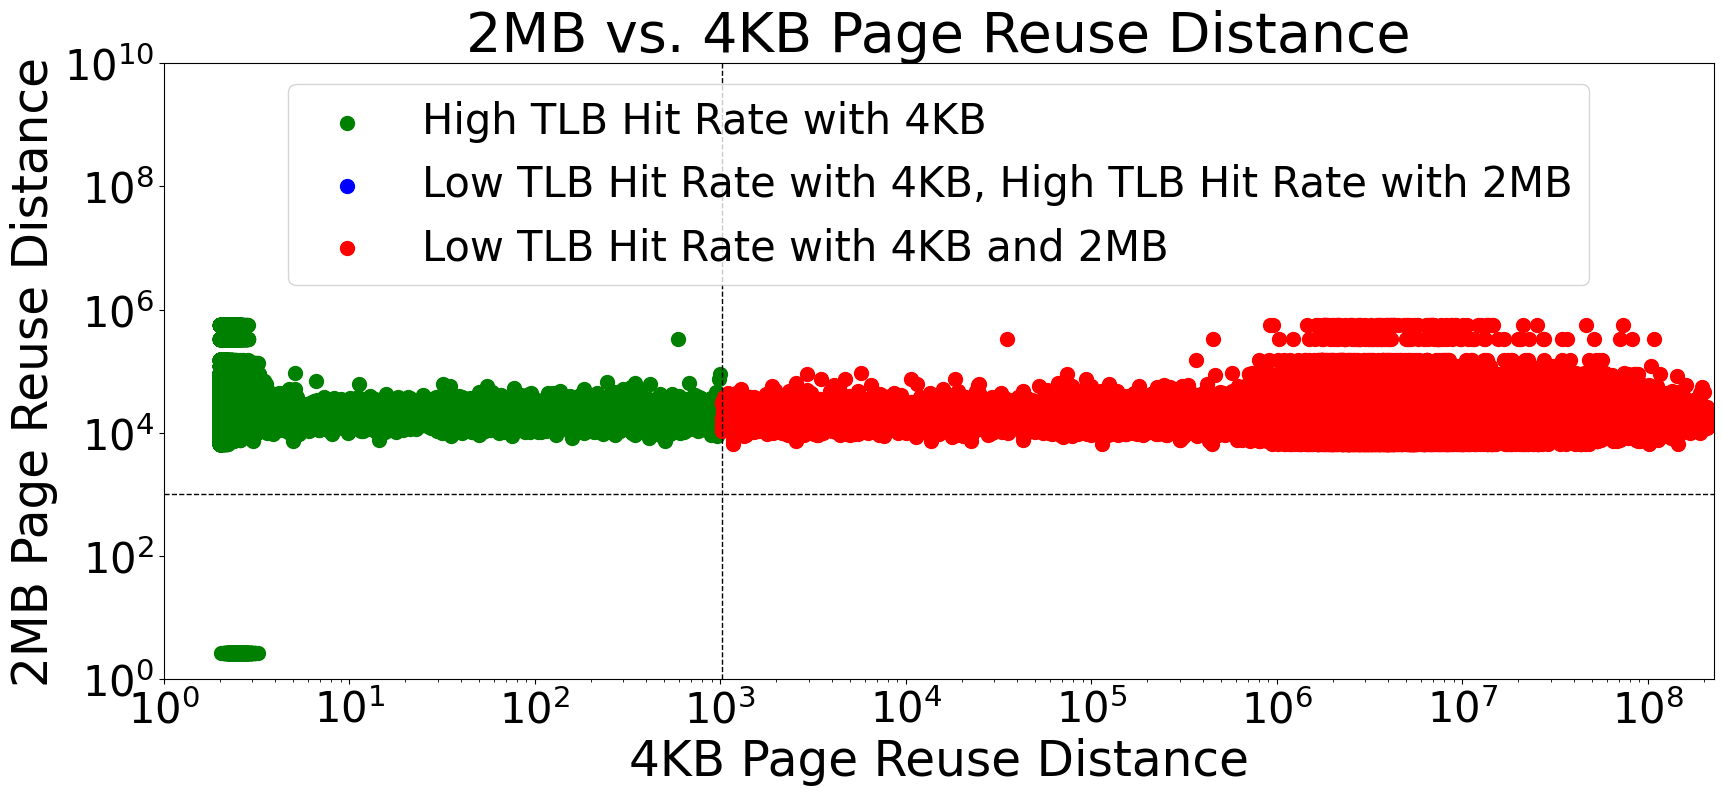 2MB vs. 4KB Page Reuse Distance
2MB Page Reuse Distance
10^10
10^8
10^6
10^4
10^2
10^0
High TLB Hit Rate with 4KB
Low TLB Hit Rate with 4KB, High TLB Hit Rate with 2MB
Low TLB Hit Rate with 4KB and 2MB
10^0 10^1 10^2 10^3 10^4 10^5 10^6 10^7 10^8
4KB Page Reuse Distance